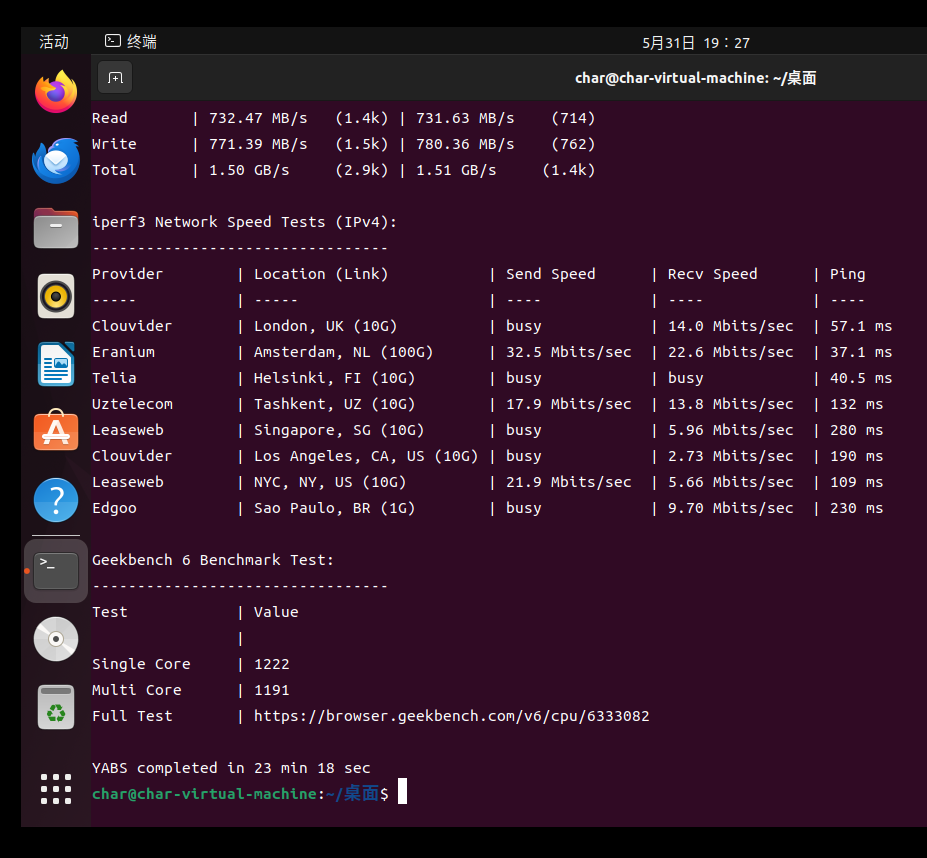 活动 终端 5月31日 19：27
char@char-virtual-machine: ~/桌面
Read       | 732.47 MB/s   (1.4k) | 731.63 MB/s    (714)
Write      | 771.39 MB/s   (1.5k) | 780.36 MB/s    (762)
Total      | 1.50 GB/s     (2.9k) | 1.51 GB/s     (1.4k)
iperf3 Network Speed Tests (IPv4):
---------------------------------
Provider        | Location (Link)           | Send Speed      | Recv Speed      | Ping
-----           | -----                     | ----            | ----            | ----
Clouvider       | London, UK (10G)          | busy            | 14.0 Mbits/sec  | 57.1 ms
Eranium         | Amsterdam, NL (100G)      | 32.5 Mbits/sec  | 22.6 Mbits/sec  | 37.1 ms
Telia           | Helsinki, FI (10G)        | busy            | busy            | 40.5 ms
Uztelecom       | Tashkent, UZ (10G)        | 17.9 Mbits/sec  | 13.8 Mbits/sec  | 132 ms
Leaseweb        | Singapore, SG (10G)       | busy            | 5.96 Mbits/sec  | 280 ms
Clouvider       | Los Angeles, CA, US (10G) | busy            | 2.73 Mbits/sec  | 190 ms
Leaseweb        | NYC, NY, US (10G)         | 21.9 Mbits/sec  | 5.66 Mbits/sec  | 109 ms
Edgoo           | Sao Paulo, BR (1G)        | busy            | 9.70 Mbits/sec  | 230 ms
Geekbench 6 Benchmark Test:
---------------------------------
Test            | Value
                |
Single Core     | 1222
Multi Core      | 1191
Full Test       | https://browser.geekbench.com/v6/cpu/6333082
YABS completed in 23 min 18 sec
char@char-virtual-machine:~/桌面$